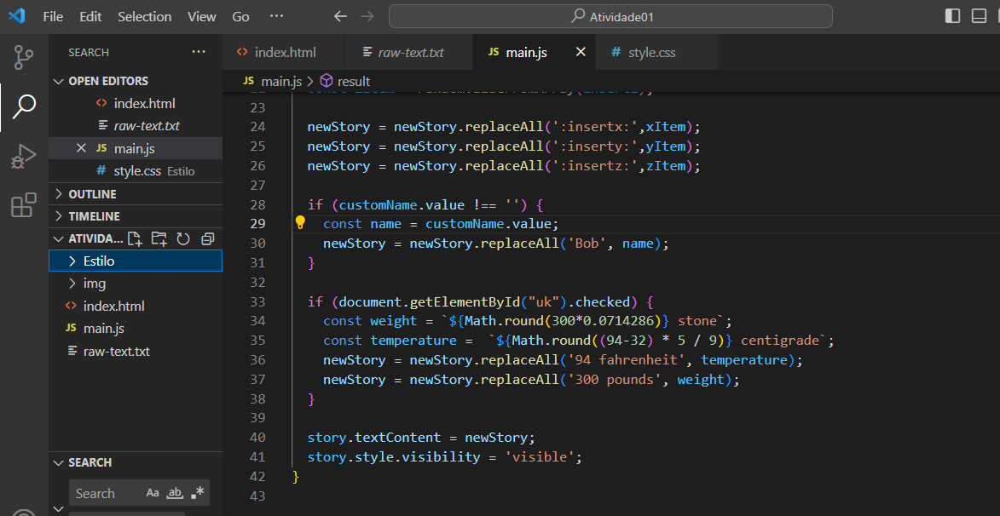 File Edit Selection View Go ··· Atividade01
SEARCH ···
index.html raw-text.txt JS main.js # style.css
JS main.js > result
OPEN EDITORS
index.html
raw-text.txt
JS main.js
# style.css Estilo
OUTLINE
TIMELINE
ATIVIDA...
Estilo
img
index.html
JS main.js
raw-text.txt
SEARCH
Search Aa ab .*
23
24 newStory = newStory.replaceAll(':insertx:',xItem);
25 newStory = newStory.replaceAll(':inserty:',yItem);
26 newStory = newStory.replaceAll(':insertz:',zItem);
27
28 if (customName.value !== '') {
29 const name = customName.value;
30 newStory = newStory.replaceAll('Bob', name);
31 }
32
33 if (document.getElementById("uk").checked) {
34 const weight = `${Math.round(300*0.0714286)} stone`;
35 const temperature =  `${Math.round((94-32) * 5 / 9)} centigrade`;
36 newStory = newStory.replaceAll('94 fahrenheit', temperature);
37 newStory = newStory.replaceAll('300 pounds', weight);
38 }
39
40 story.textContent = newStory;
41 story.style.visibility = 'visible';
42 }
43